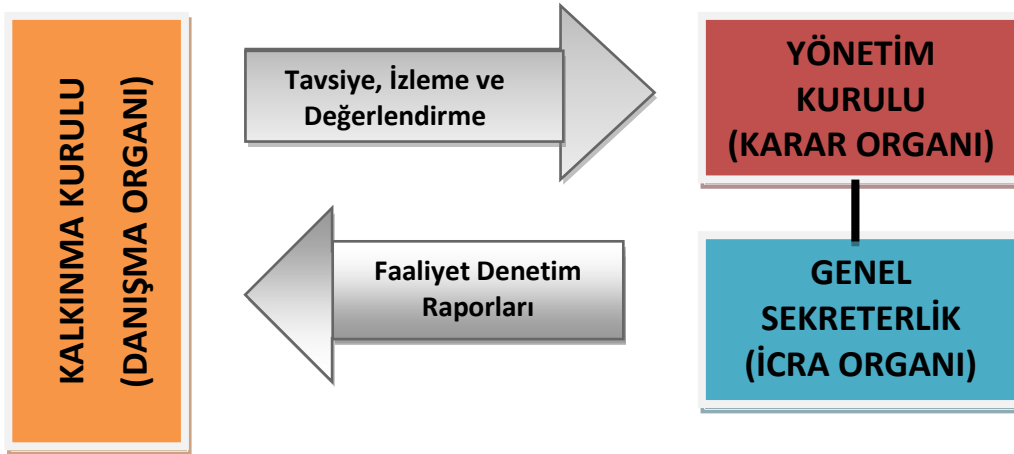 KALKINMA KURULU
(DANIŞMA ORGANI)
Tavsiye, İzleme ve
Değerlendirme
Faaliyet Denetim
Raporları
YÖNETİM
KURULU
(KARAR ORGANI)
GENEL
SEKRETERLİK
(İCRA ORGANI)